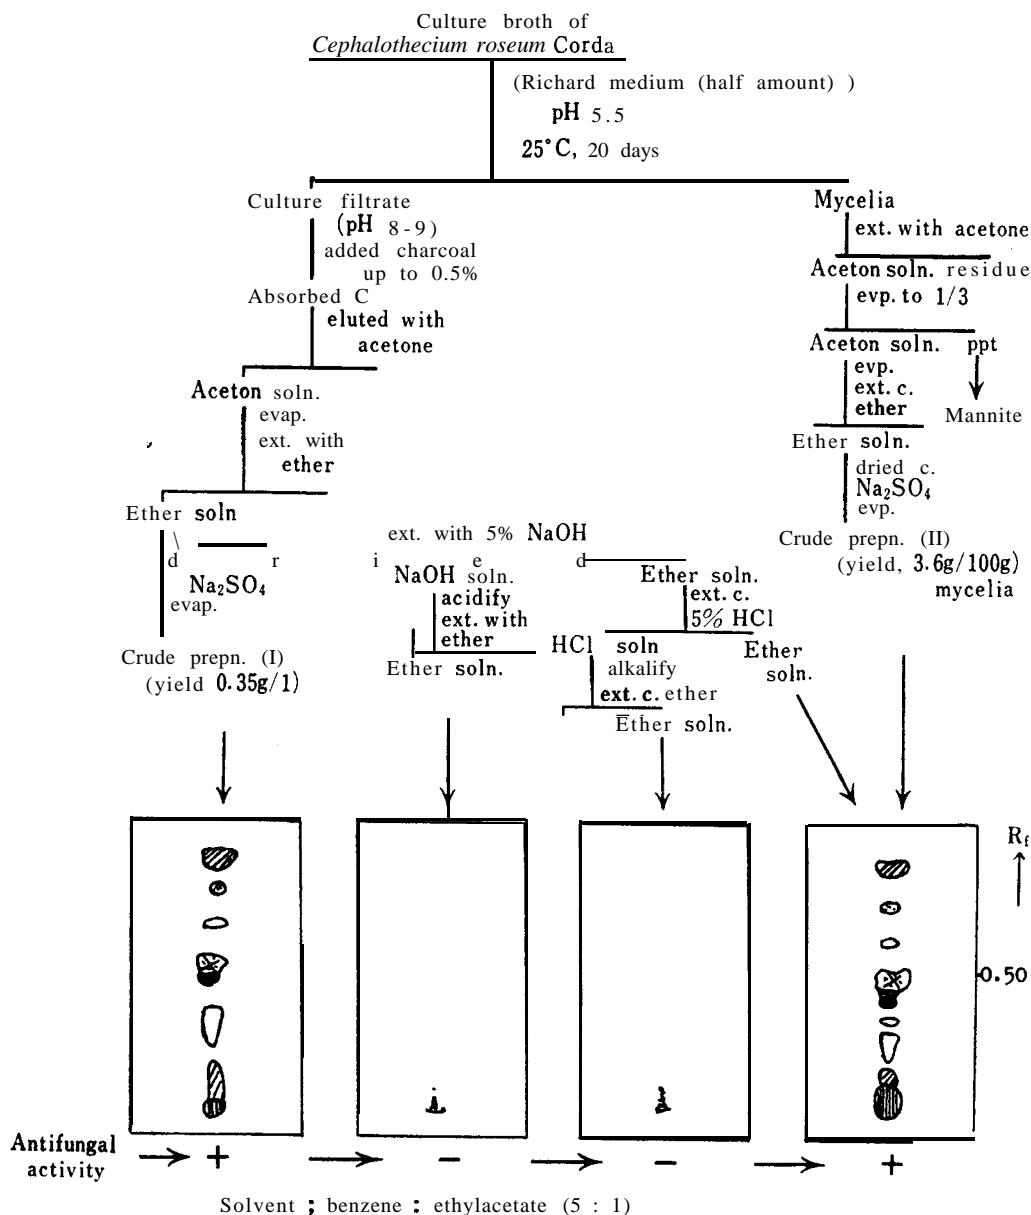 Culture broth of
Cephalothecium roseum Corda
(Richard medium (half amount) )
pH 5.5
25°C, 20 days
Culture filtrate
(pH 8-9)
added charcoal
up to 0.5%
Absorbed C
eluted with
acetone
Aceton soln.
evap.
ext. with
ether
Ether soln
d r i e d
Na₂SO₄
evap.
Crude prepn. (I)
(yield 0.35g/1)
ext. with 5% NaOH
NaOH soln.
acidify
ext. with
ether
Ether soln.
Ether soln.
ext. c.
5% HCl
HCl soln
alkalify
ext. c. ether
Ether soln.
Ether
soln.
Mycelia
ext. with acetone
Aceton soln. residue
evp. to 1/3
Aceton soln. ppt
evp.
ext. c.
ether
Mannite
Ether soln.
dried c.
Na₂SO₄
evp.
Crude prepn. (II)
(yield, 3.6g/100g)
mycelia
Rf
0.50
Antifungal
activity
+ - - +
Solvent ; benzene : ethylacetate (5 : 1)